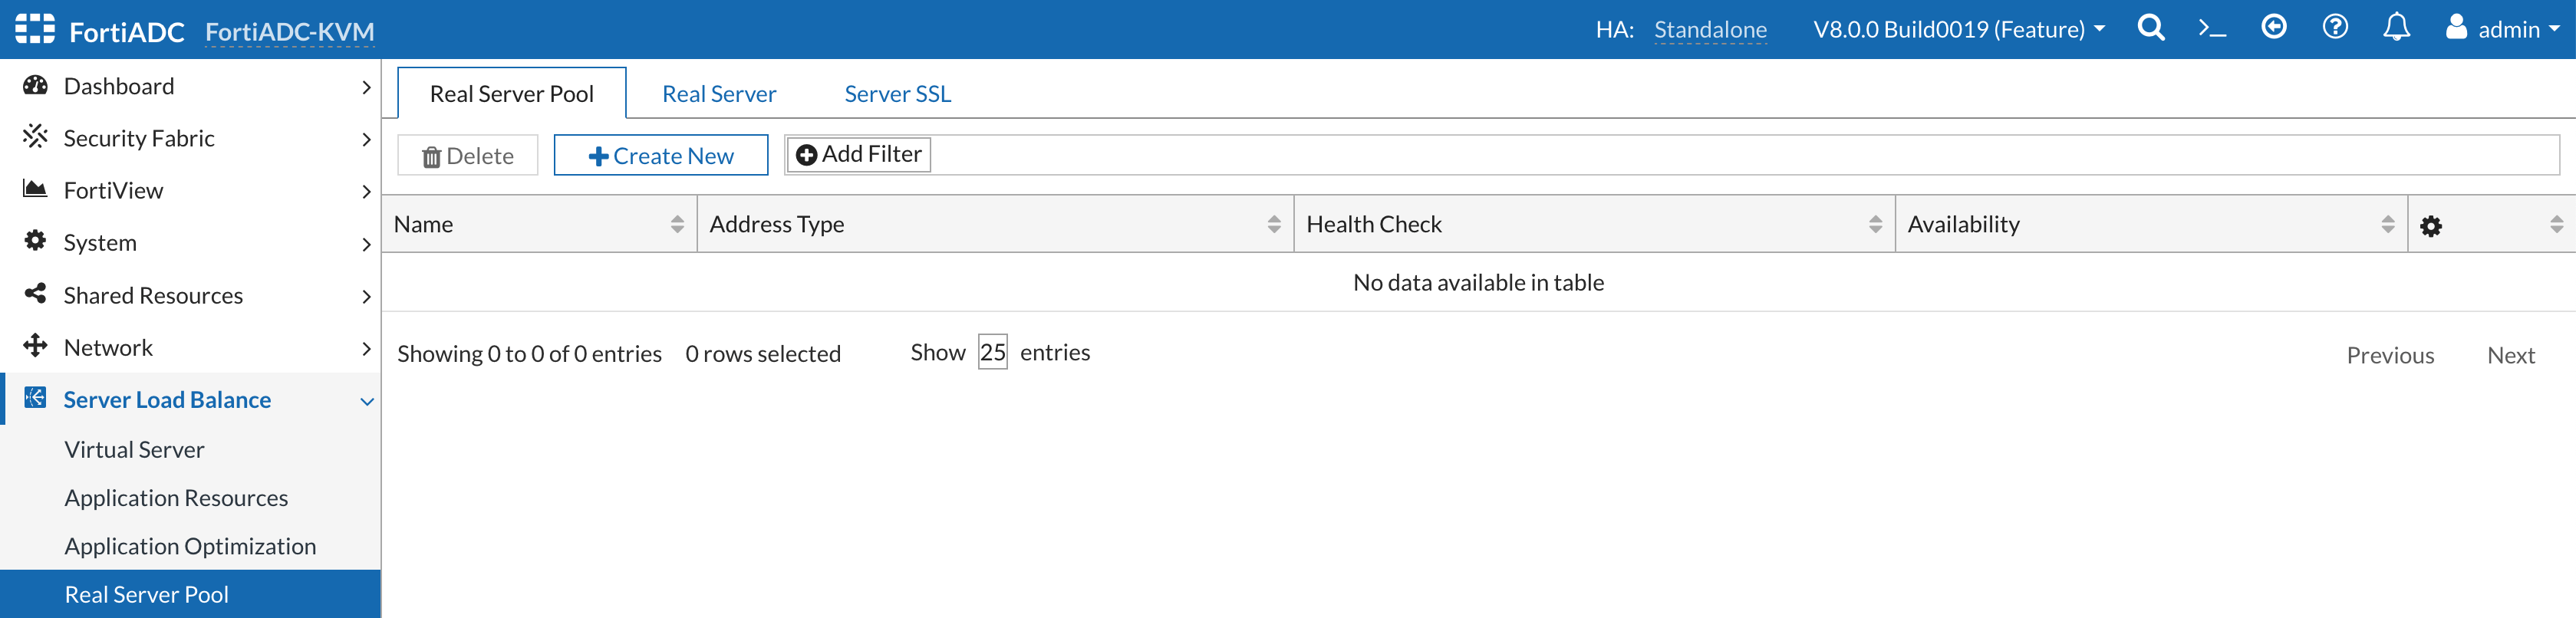 FortiADC FortiADC-KVM HA: Standalone V8.0.0 Build0019 (Feature) admin
Dashboard
Security Fabric
FortiView
System
Shared Resources
Network
Server Load Balance
Virtual Server
Application Resources
Application Optimization
Real Server Pool
Real Server Pool Real Server Server SSL
Delete Create New Add Filter
Name Address Type Health Check Availability
No data available in table
Showing 0 to 0 of 0 entries 0 rows selected Show 25 entries Previous Next